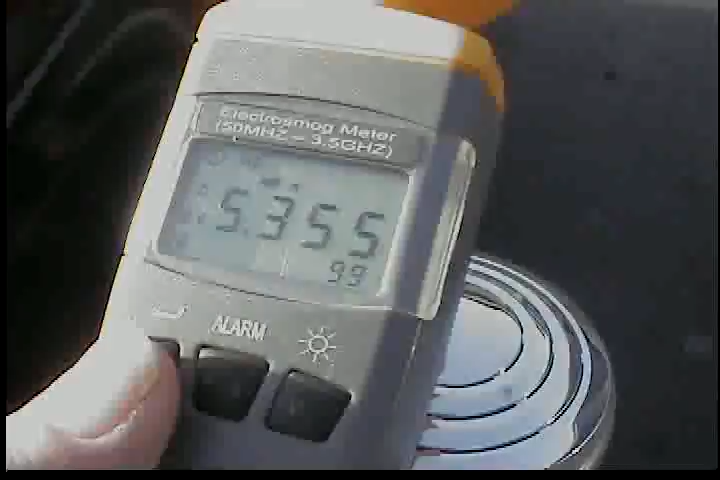 Electrosmog Meter
(50MHZ – 3.5GHZ)
5.355
99
ALARM